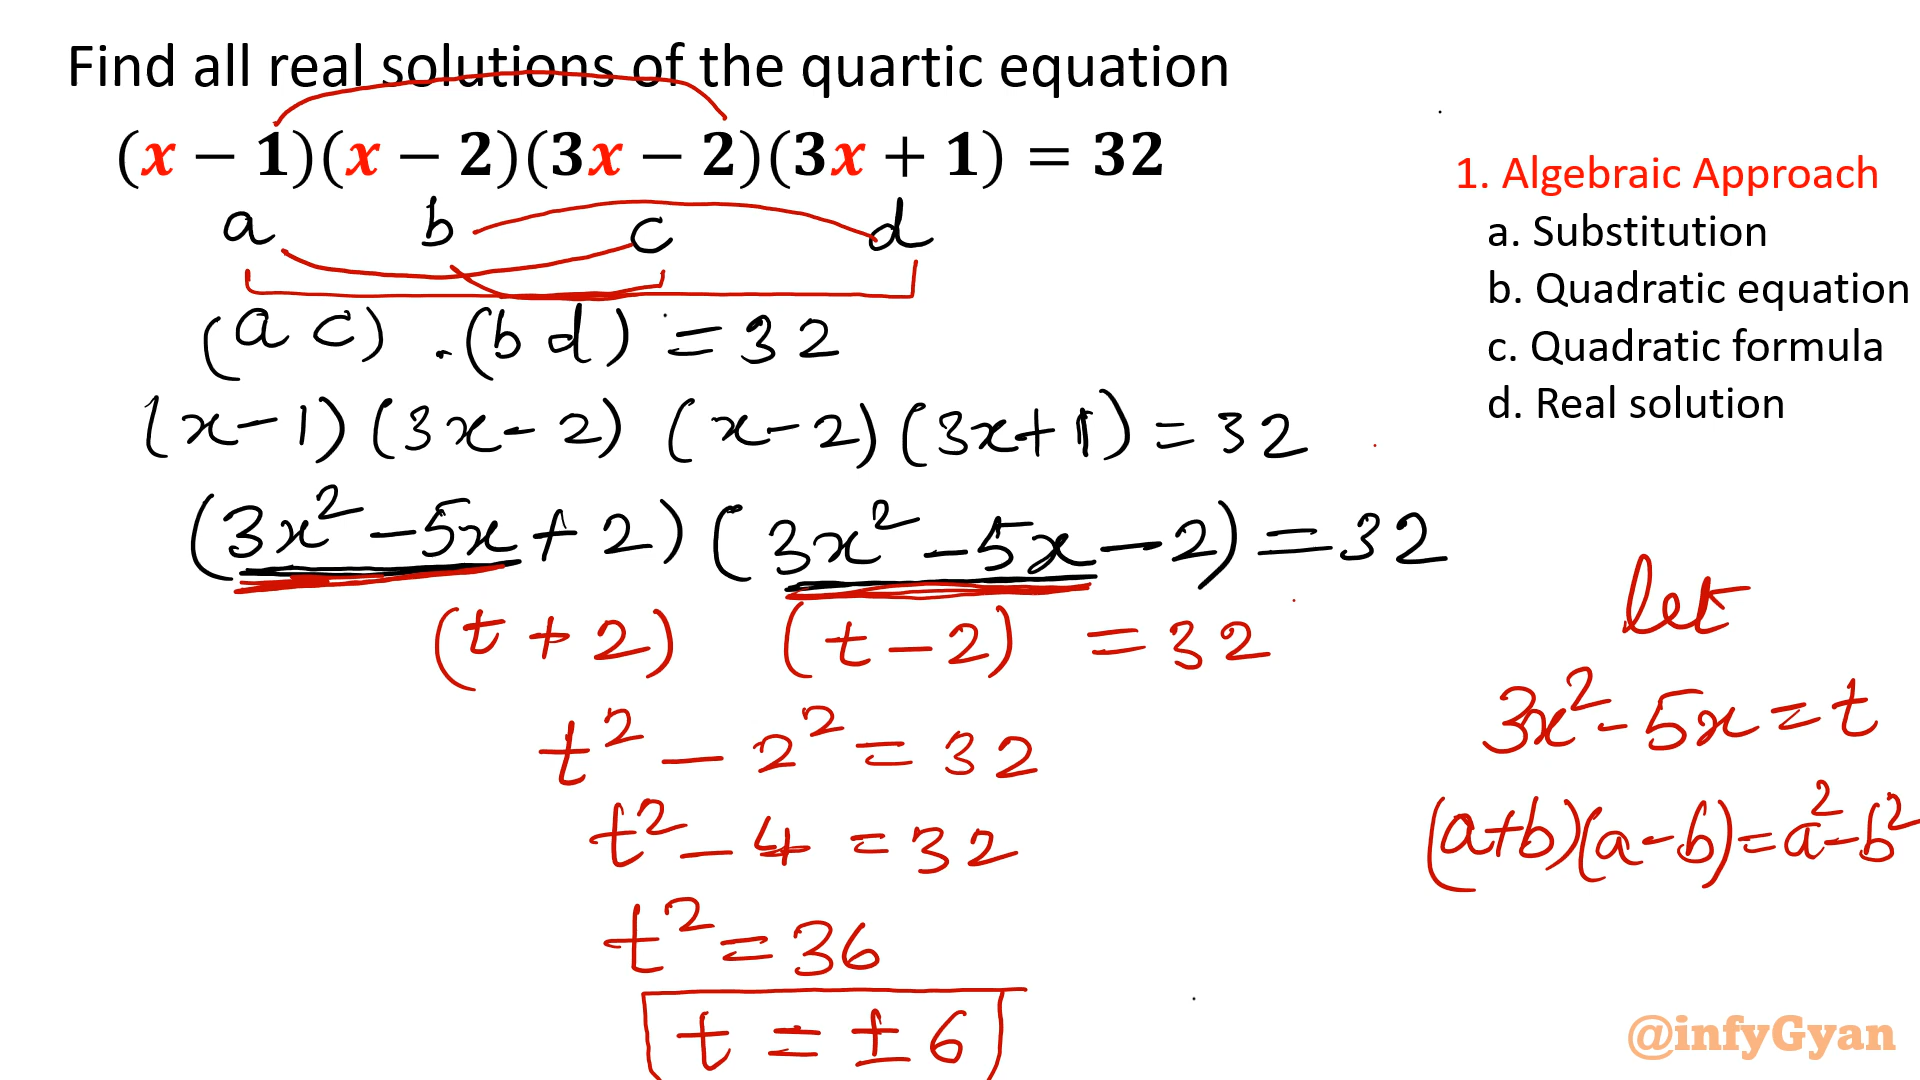 Find all real solutions of the quartic equation
(x − 1)(x − 2)(3x − 2)(3x + 1) = 32
a b c d
(a c) . (b d) = 32
(x-1) (3x-2) (x-2) (3x+1) = 32
(3x² - 5x + 2) (3x² - 5x - 2) = 32
(t + 2) (t - 2) = 32
t² - 2² = 32
t² - 4 = 32
t² = 36
t = ± 6
1. Algebraic Approach
a. Substitution
b. Quadratic equation
c. Quadratic formula
d. Real solution
let
3x² - 5x = t
(a+b)(a-b) = a² - b²
@infyGyan